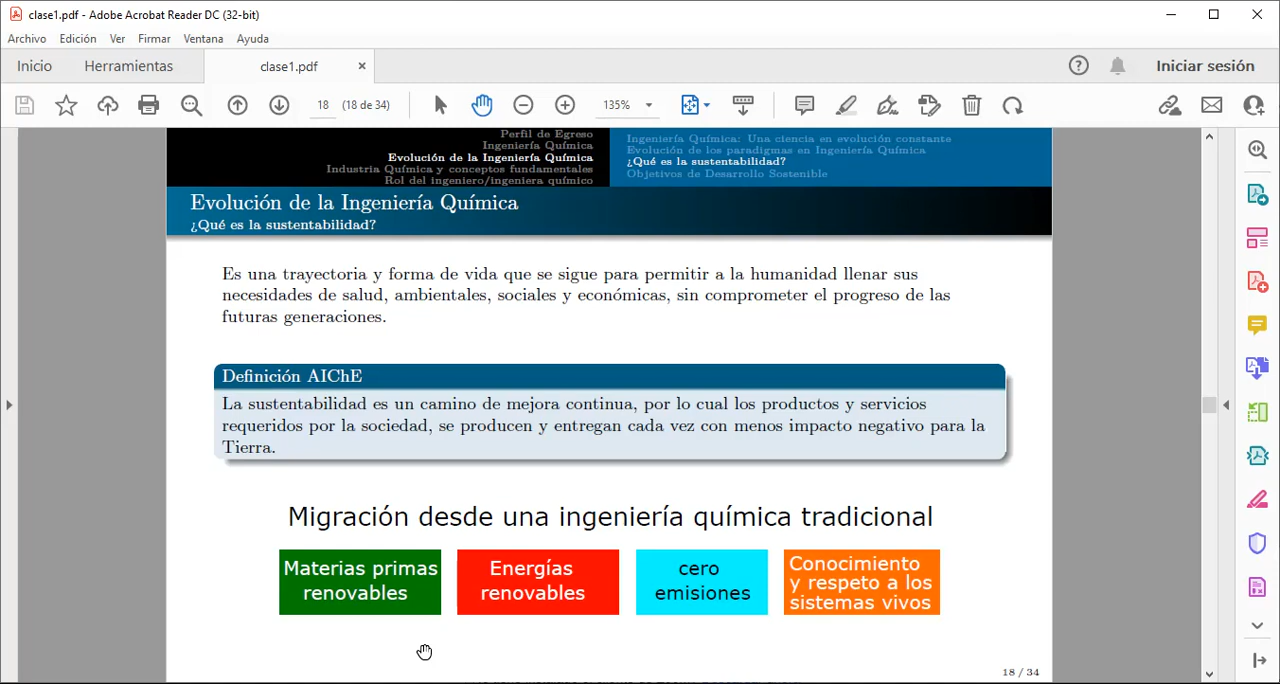 clase1.pdf - Adobe Acrobat Reader DC (32-bit)
Archivo Edición Ver Firmar Ventana Ayuda
Inicio Herramientas clase1.pdf × Iniciar sesión
18 (18 de 34) 135%
Perfil de Egreso
Ingeniería Química
Evolución de la Ingeniería Química
Industria Química y conceptos fundamentales
Rol del ingeniero/ingeniera químico
Ingeniería Química: Una ciencia en evolución constante
Evolución de los paradigmas en Ingeniería Química
¿Qué es la sustentabilidad?
Objetivos de Desarrollo Sostenible
Evolución de la Ingeniería Química
¿Qué es la sustentabilidad?
Es una trayectoria y forma de vida que se sigue para permitir a la humanidad llenar sus
necesidades de salud, ambientales, sociales y económicas, sin comprometer el progreso de las
futuras generaciones.
Definición AIChE
La sustentabilidad es un camino de mejora continua, por lo cual los productos y servicios
requeridos por la sociedad, se producen y entregan cada vez con menos impacto negativo para la
Tierra.
Migración desde una ingeniería química tradicional
Materias primas
renovables
Energías
renovables
cero
emisiones
Conocimiento
y respeto a los
sistemas vivos
18 / 34